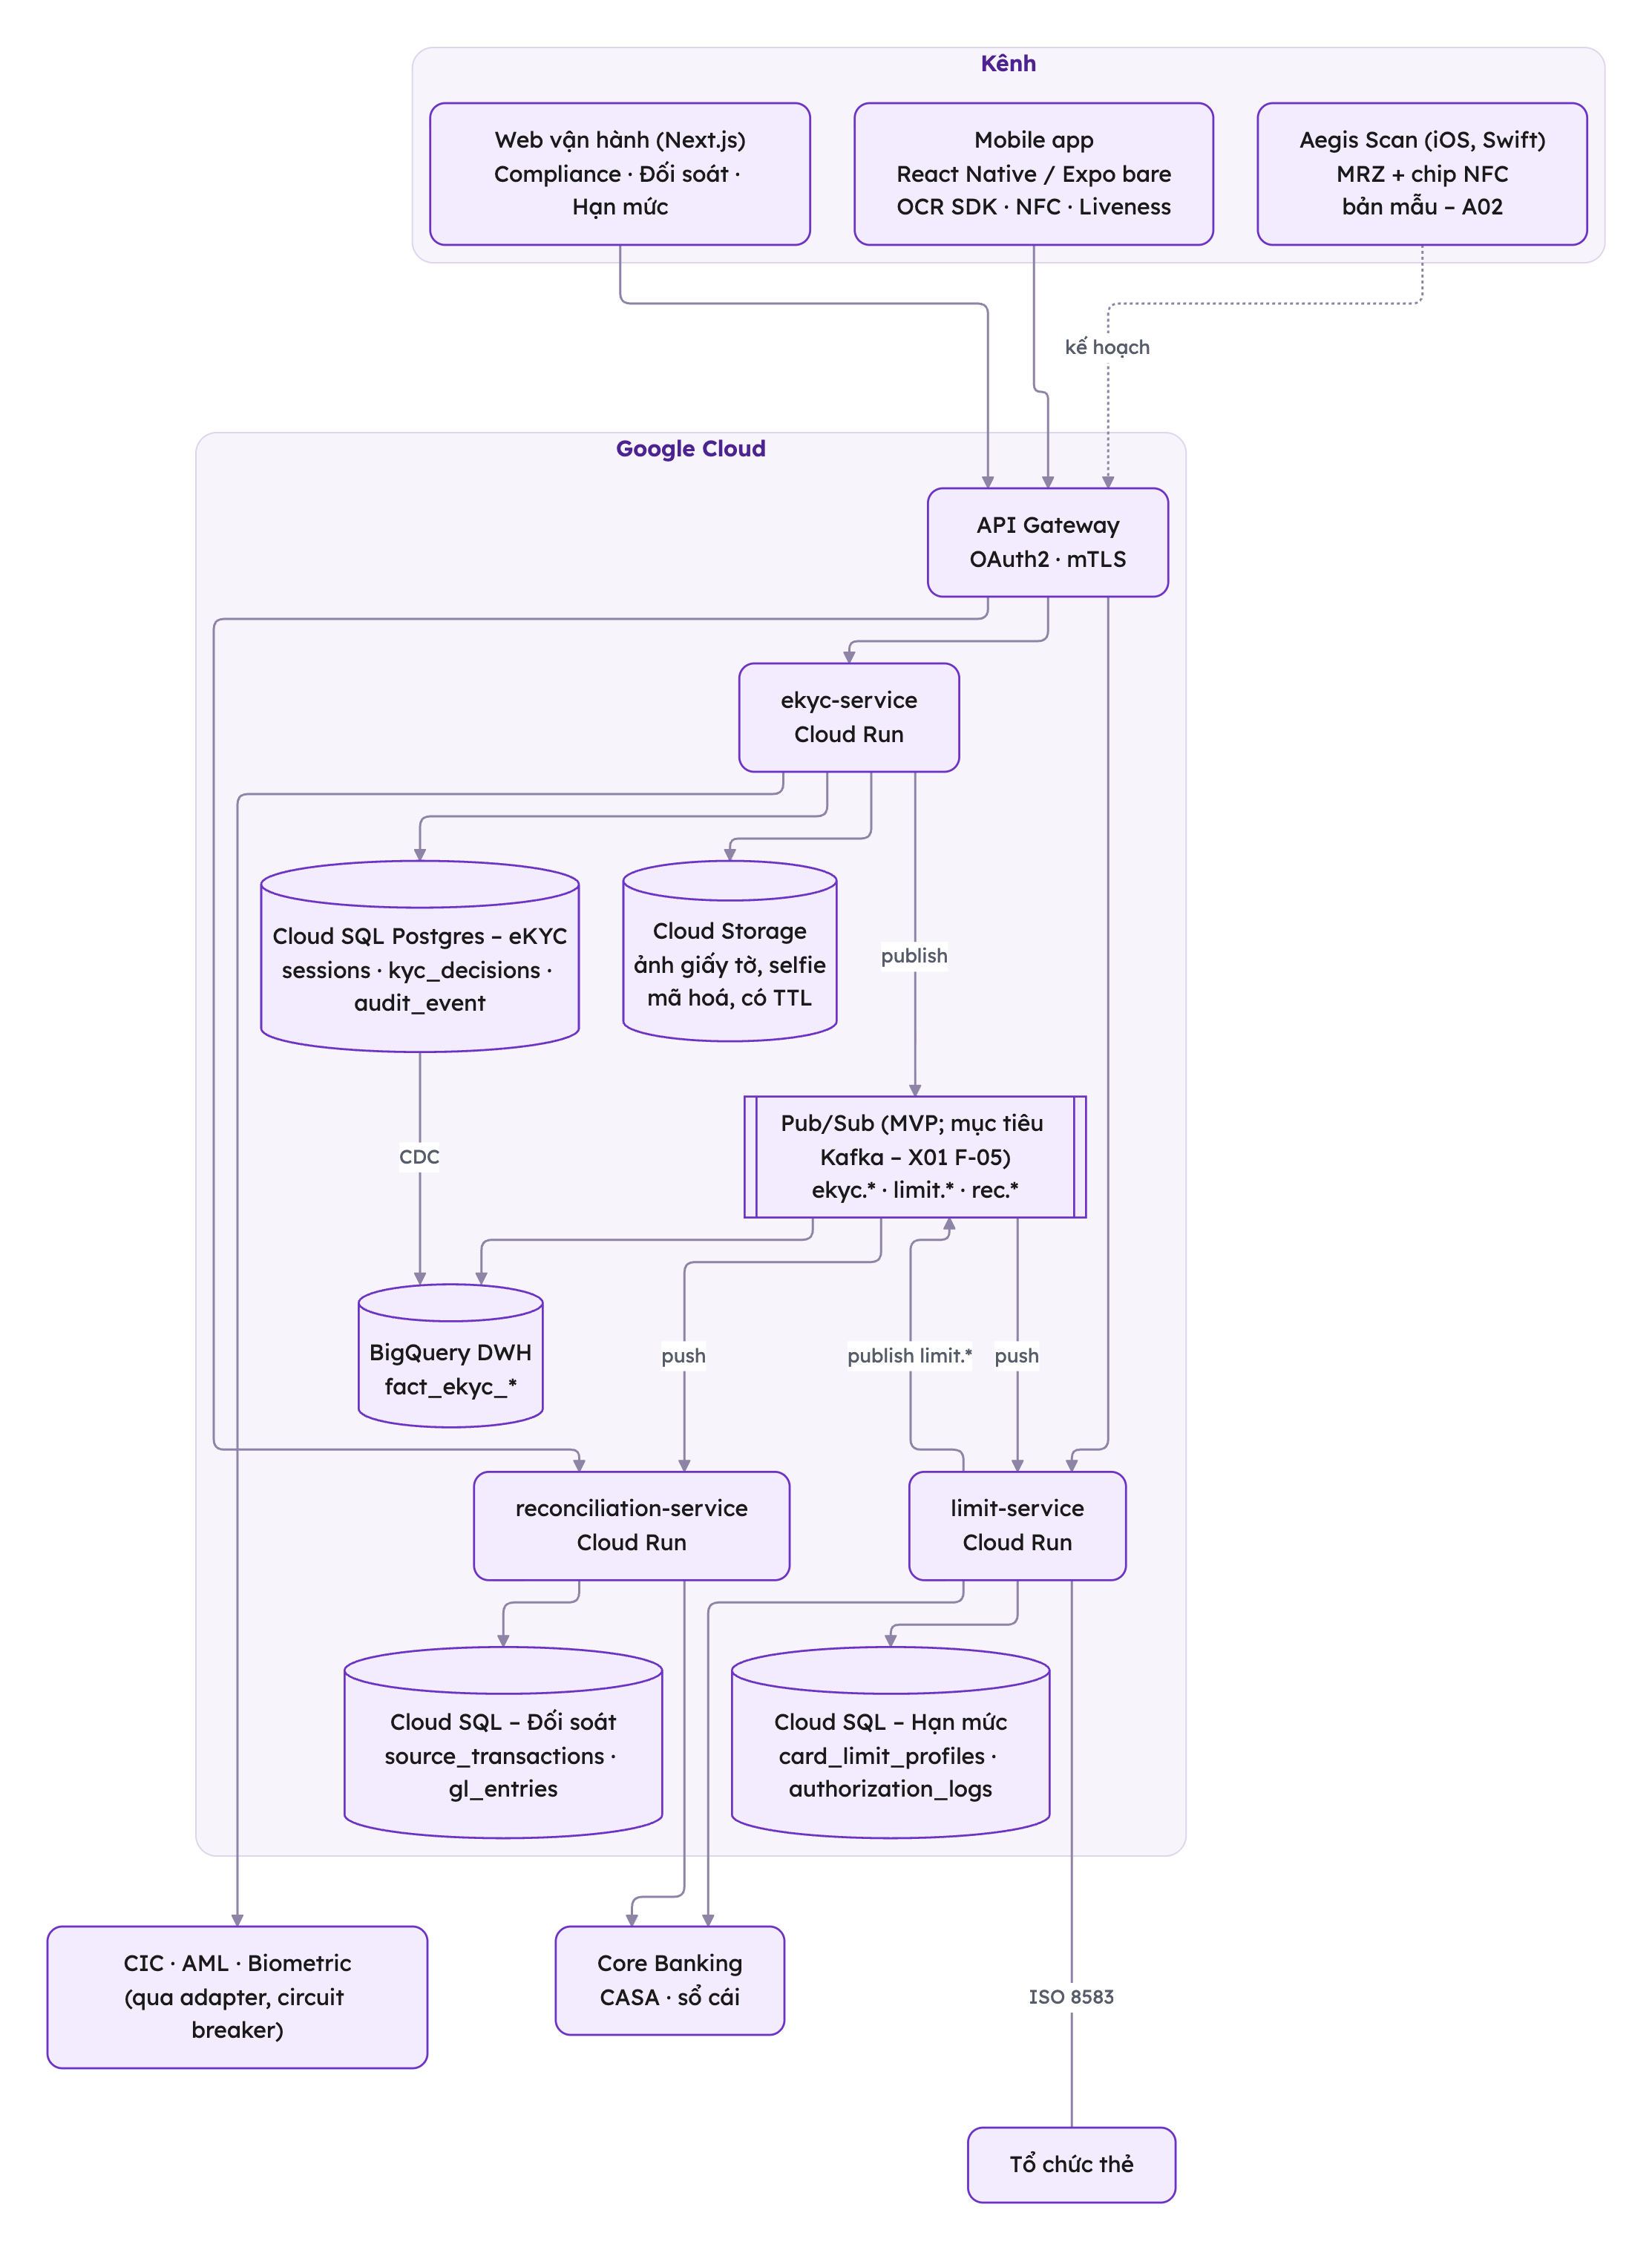 Kênh
Web vận hành (Next.js)
Compliance · Đối soát ·
Hạn mức
Mobile app
React Native / Expo bare
OCR SDK · NFC · Liveness
Aegis Scan (iOS, Swift)
MRZ + chip NFC
bản mẫu – A02
kế hoạch
Google Cloud
API Gateway
OAuth2 · mTLS
ekyc-service
Cloud Run
Cloud SQL Postgres – eKYC
sessions · kyc_decisions ·
audit_event
Cloud Storage
ảnh giấy tờ, selfie
mã hoá, có TTL
publish
Pub/Sub (MVP; mục tiêu
Kafka – X01 F-05)
ekyc.* · limit.* · rec.*
CDC
BigQuery DWH
fact_ekyc_*
push
publish limit.*
push
reconciliation-service
Cloud Run
limit-service
Cloud Run
Cloud SQL – Đối soát
source_transactions ·
gl_entries
Cloud SQL – Hạn mức
card_limit_profiles ·
authorization_logs
CIC · AML · Biometric
(qua adapter, circuit
breaker)
Core Banking
CASA · sổ cái
ISO 8583
Tổ chức thẻ